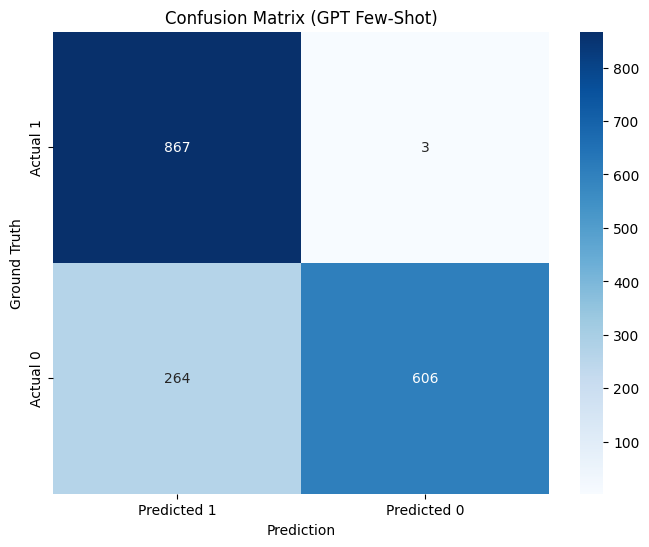 Confusion Matrix (GPT Few-Shot)
Ground Truth
Actual 1
867
3
Actual 0
264
606
Predicted 1
Predicted 0
Prediction
800
700
600
500
400
300
200
100